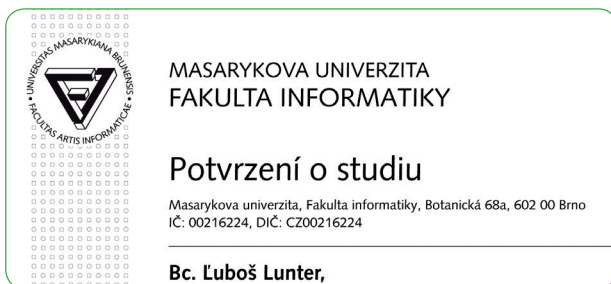 UNIVERSITAS MASARYKIANA BRUNENSIS
• FACULTAS ARTIS INFORMATICAE •
MASARYKOVA UNIVERZITA
FAKULTA INFORMATIKY
Potvrzení o studiu
Masarykova univerzita, Fakulta informatiky, Botanická 68a, 602 00 Brno
IČ: 00216224, DIČ: CZ00216224
Bc. Ľuboš Lunter,